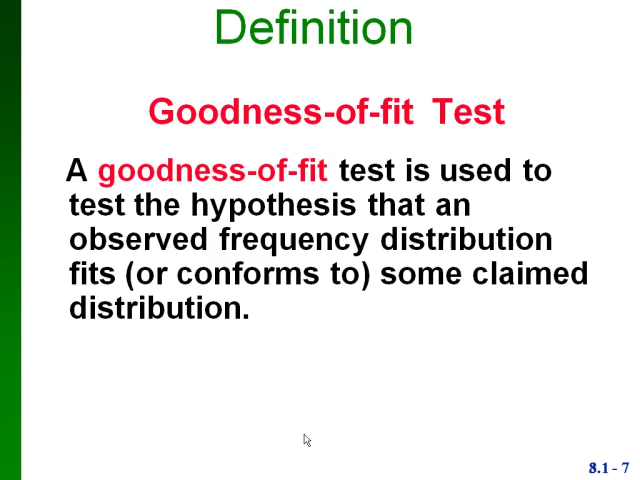 Definition
Goodness-of-fit Test
A goodness-of-fit test is used to
test the hypothesis that an
observed frequency distribution
fits (or conforms to) some claimed
distribution.
8.1 - 7